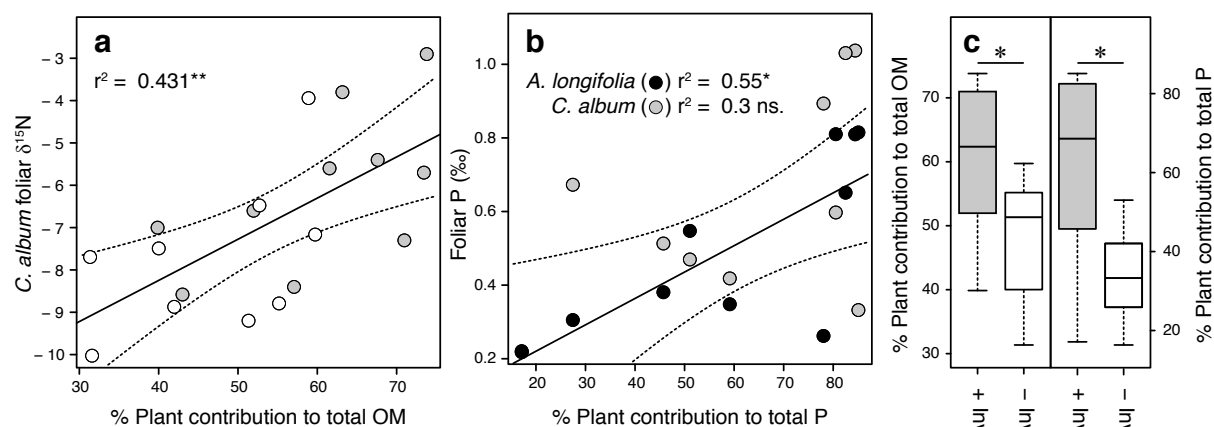 a
r² = 0.431**
C. album foliar δ¹⁵N
− 3
− 4
− 5
− 6
− 7
− 8
− 9
− 10
30 40 50 60 70
% Plant contribution to total OM
b
A. longifolia (●) r² = 0.55*
C. album (●) r² = 0.3 ns.
Foliar P (‰)
1.0
0.8
0.6
0.4
0.2
20 30 40 50 60 70 80
% Plant contribution to total P
c
* *
% Plant contribution to total OM
70
60
50
40
30
% Plant contribution to total P
80
60
40
20
+ − + −